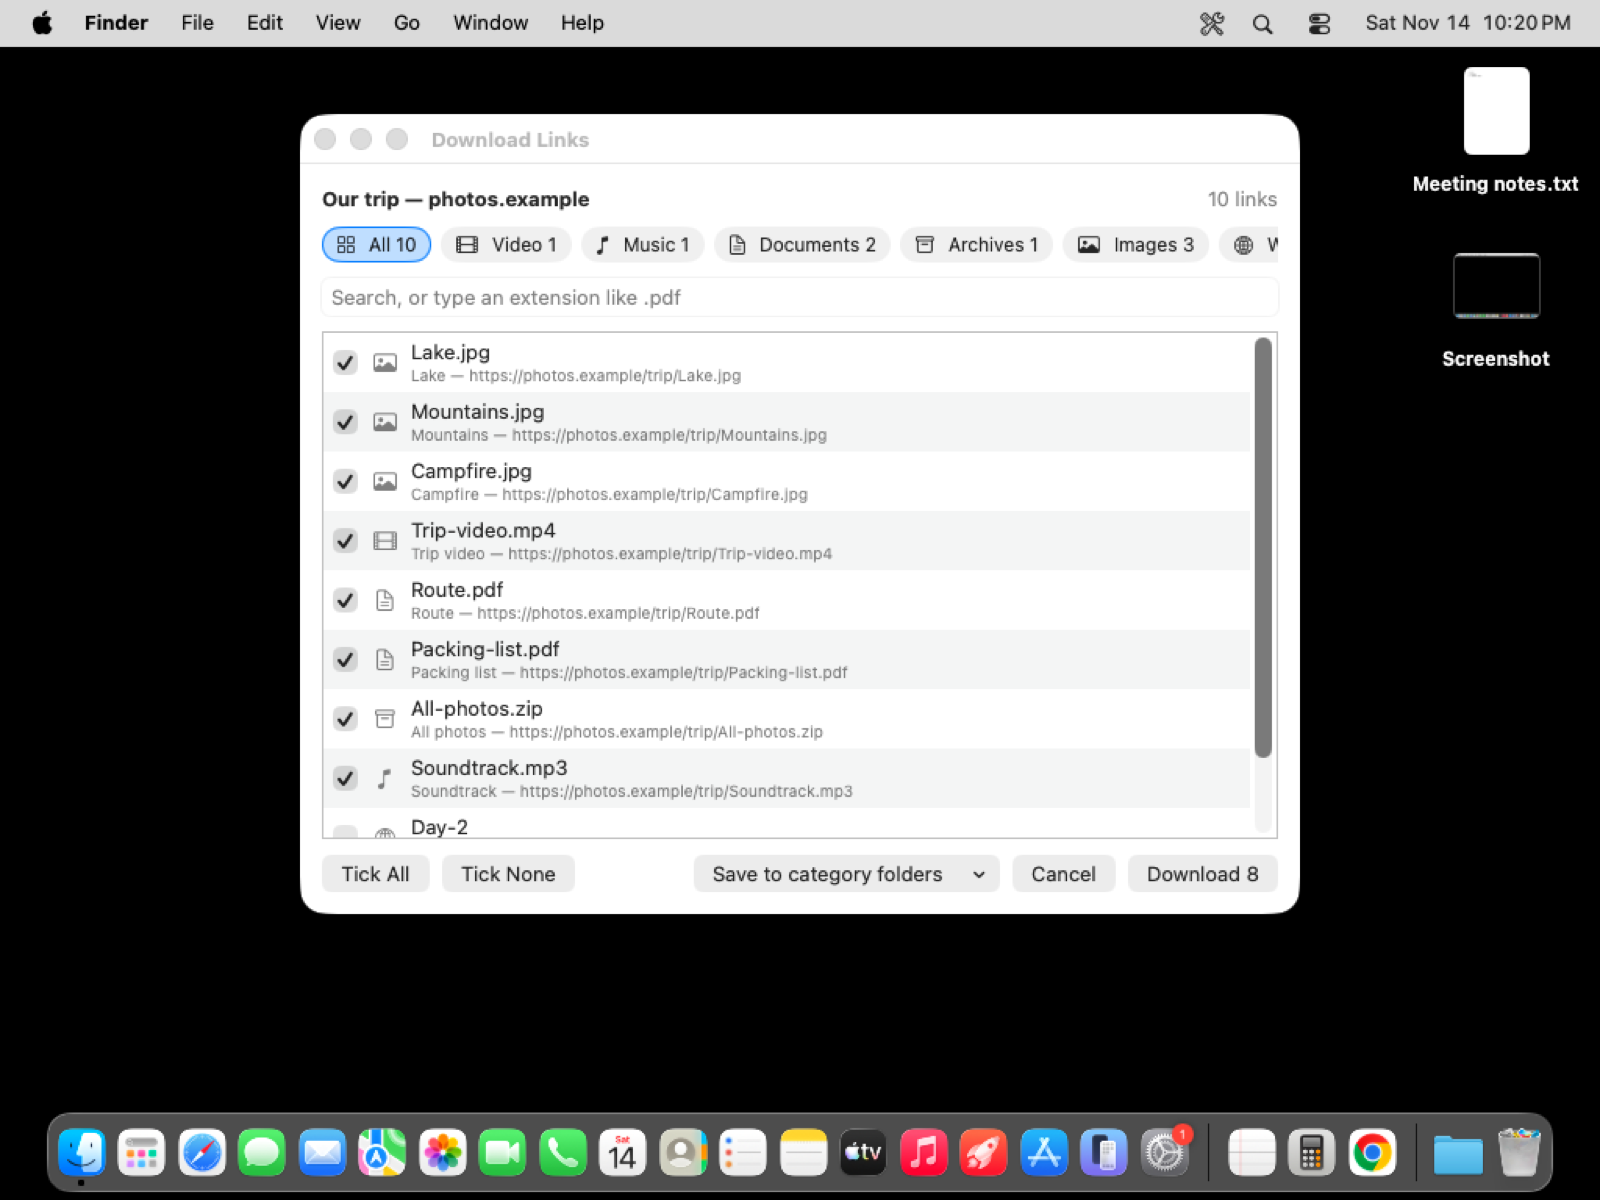 Finder File Edit View Go Window Help Sat Nov 14 10:20 PM
Meeting notes.txt
Screenshot
Download Links
Our trip — photos.example 10 links
All 10 Video 1 Music 1 Documents 2 Archives 1 Images 3
Search, or type an extension like .pdf
Lake.jpg
Lake — https://photos.example/trip/Lake.jpg
Mountains.jpg
Mountains — https://photos.example/trip/Mountains.jpg
Campfire.jpg
Campfire — https://photos.example/trip/Campfire.jpg
Trip-video.mp4
Trip video — https://photos.example/trip/Trip-video.mp4
Route.pdf
Route — https://photos.example/trip/Route.pdf
Packing-list.pdf
Packing list — https://photos.example/trip/Packing-list.pdf
All-photos.zip
All photos — https://photos.example/trip/All-photos.zip
Soundtrack.mp3
Soundtrack — https://photos.example/trip/Soundtrack.mp3
Day-2
Tick All Tick None Save to category folders Cancel Download 8
Sat
14
tv
1